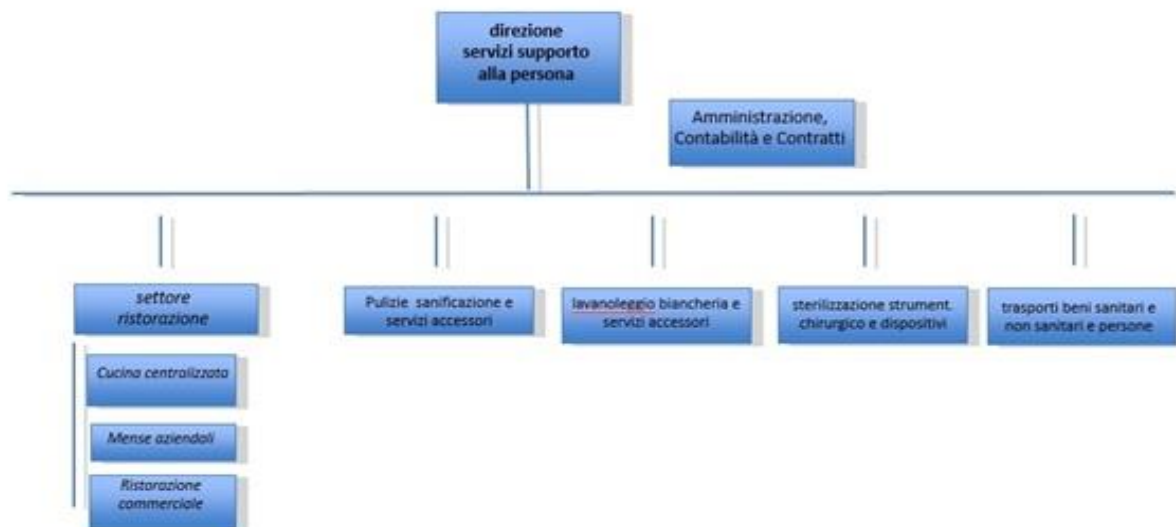 direzione
servizi supporto
alla persona
Amministrazione,
Contabilità e Contratti
settore
ristorazione
Cucina centralizzata
Mense aziendali
Ristorazione
commerciale
Pulizie sanificazione e
servizi accessori
lavanoleggio biancheria e
servizi accessori
sterilizzazione strument.
chirurgico e dispositivi
trasporti beni sanitari e
non sanitari e persone